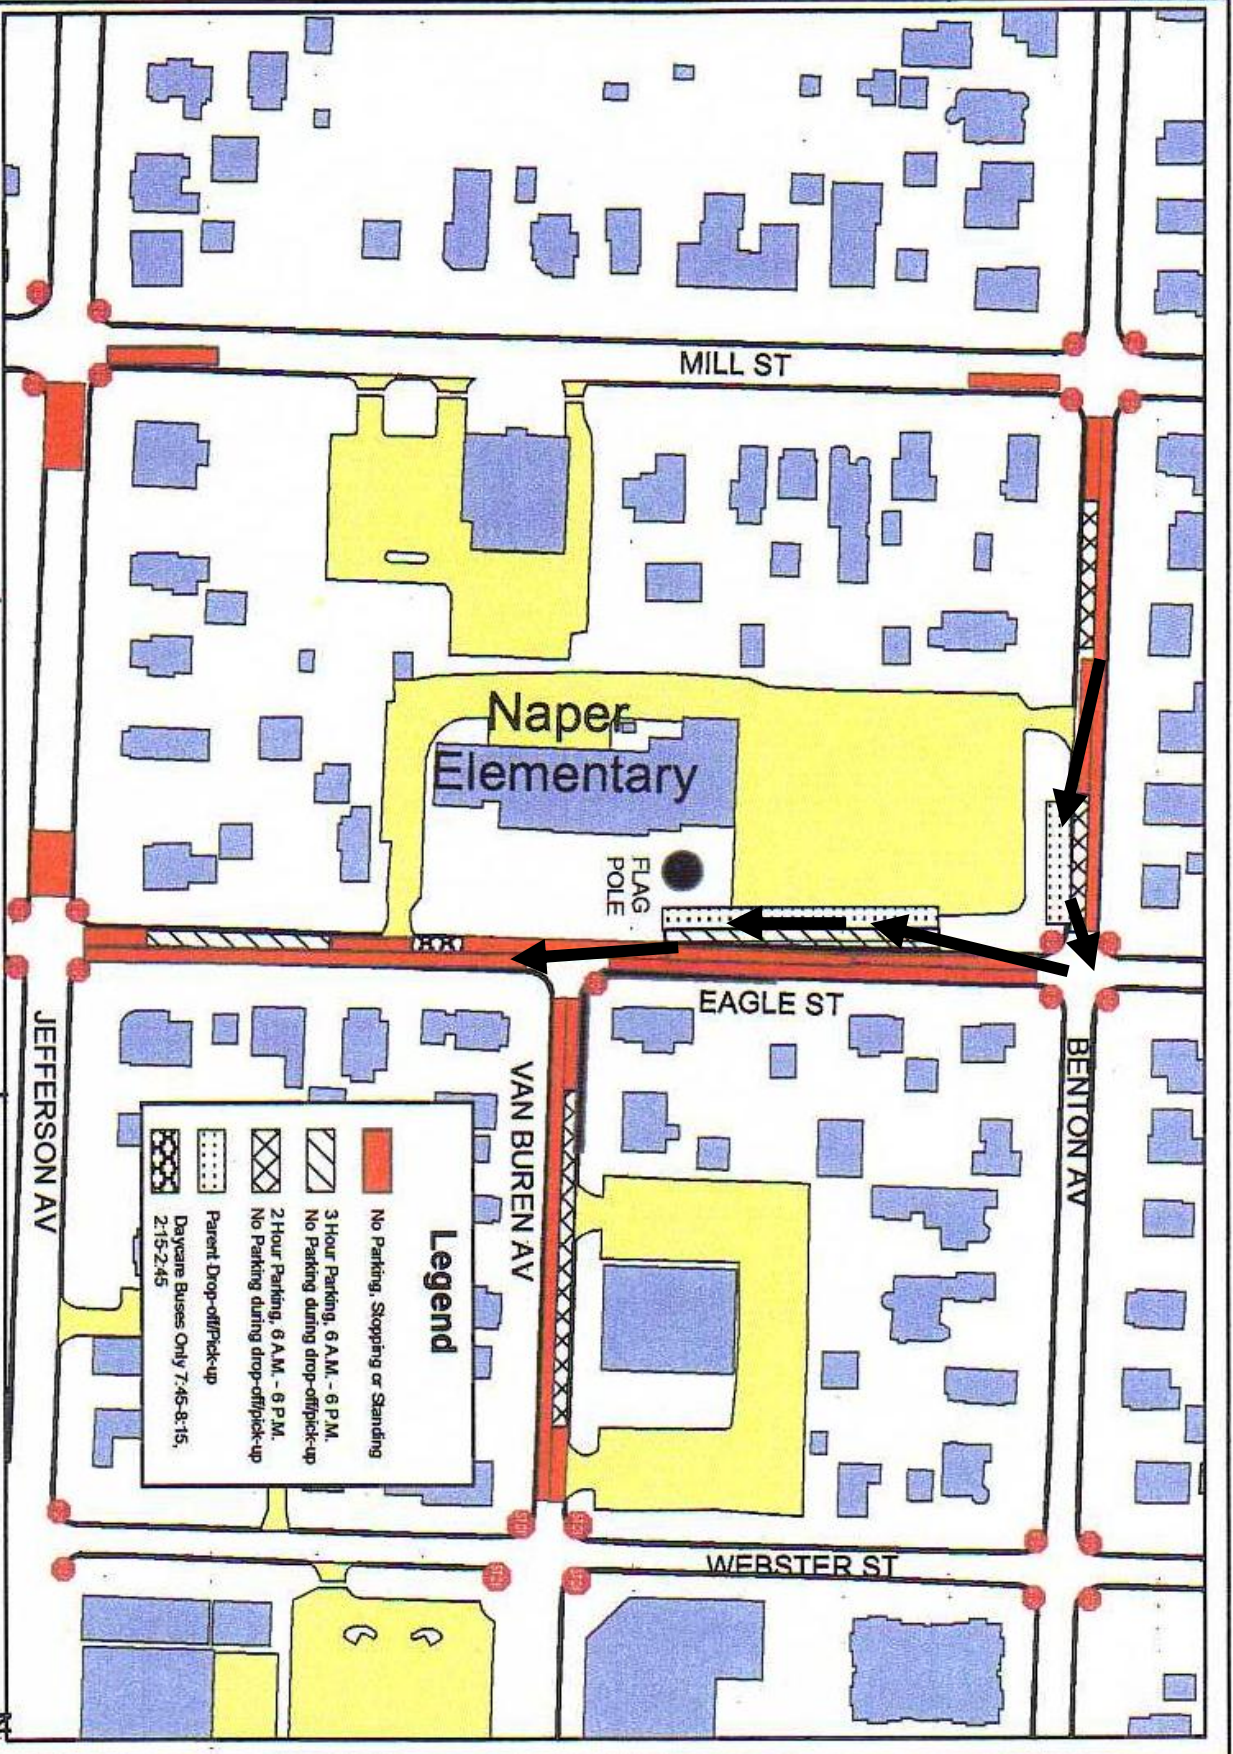 MILL ST
Naper
Elementary
FLAG
POLE
EAGLE ST
BENTON AV
VAN BUREN AV
JEFFERSON AV
WEBSTER ST
Legend
No Parking, Stopping or Standing
3 Hour Parking, 6 A.M. - 6 P.M.
No Parking during drop-off/pick-up
2 Hour Parking, 6 A.M. - 6 P.M.
No Parking during drop-off/pick-up
Parent Drop-off/Pick-up
Daycare Buses Only 7:45-8:15,
2:15-2:45